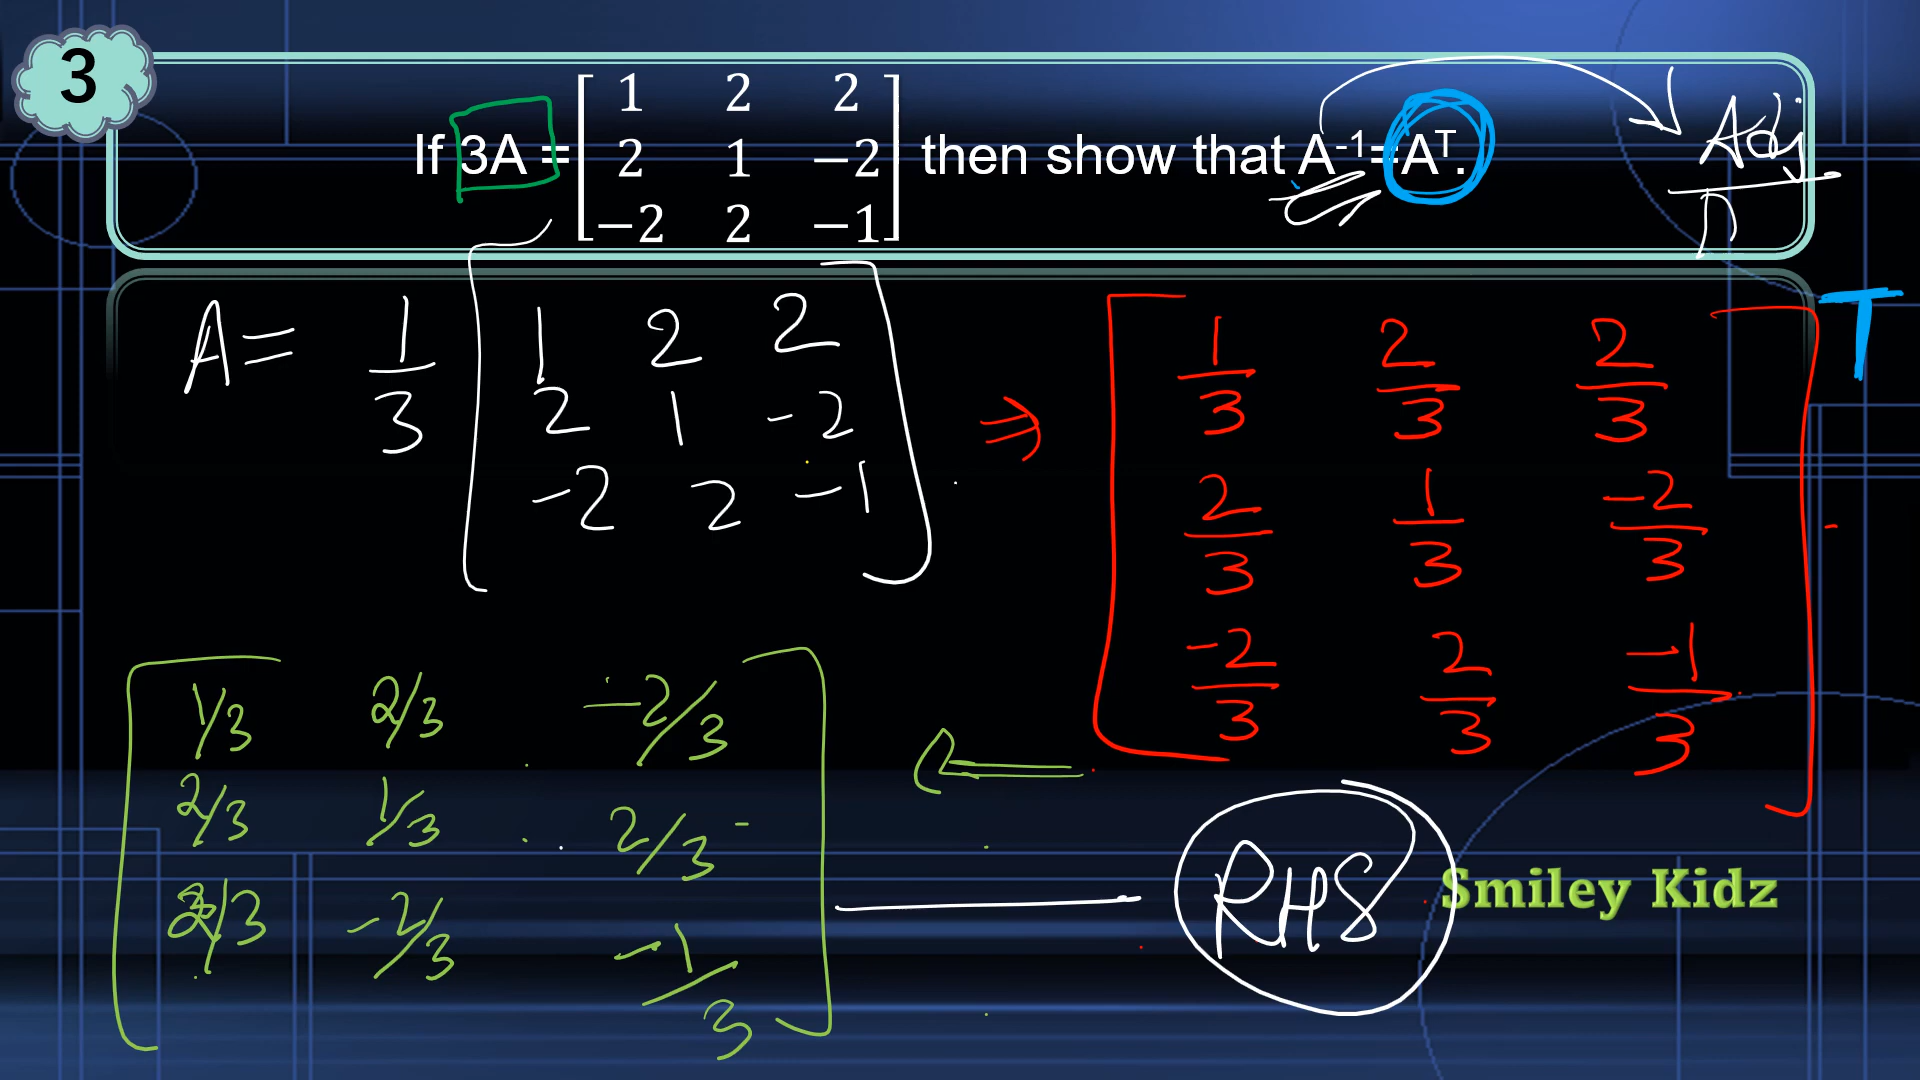 3
If 3A = [1 2 2
2 1 −2
−2 2 −1] then show that A⁻¹=Aᵀ.
Adj
D
A = 1/3 [1 2 2
2 1 -2
-2 2 -1]
⇒ [1/3 2/3 2/3
2/3 1/3 -2/3
-2/3 2/3 -1/3] T
[1/3 2/3 -2/3
2/3 1/3 2/3
2/3 -2/3 -1/3]
RHS
Smiley Kidz